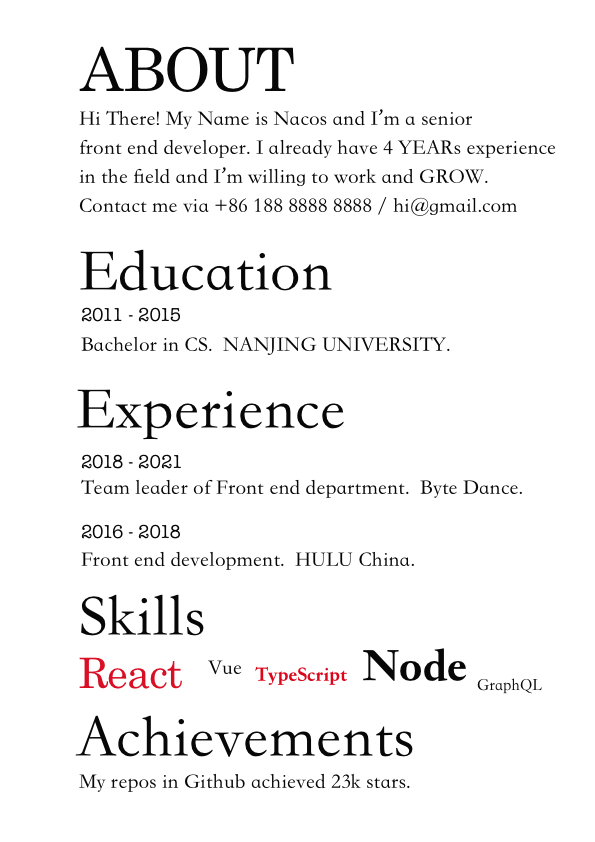 ABOUT
Hi There! My Name is Nacos and I’m a senior
front end developer. I already have 4 YEARs experience
in the field and I’m willing to work and GROW.
Contact me via +86 188 8888 8888 / hi@gmail.com
Education
2011 - 2015
Bachelor in CS.  NANJING UNIVERSITY.
Experience
2018 - 2021
Team leader of Front end department.  Byte Dance.
2016 - 2018
Front end development.  HULU China.
Skills
React Vue TypeScript Node GraphQL
Achievements
My repos in Github achieved 23k stars.